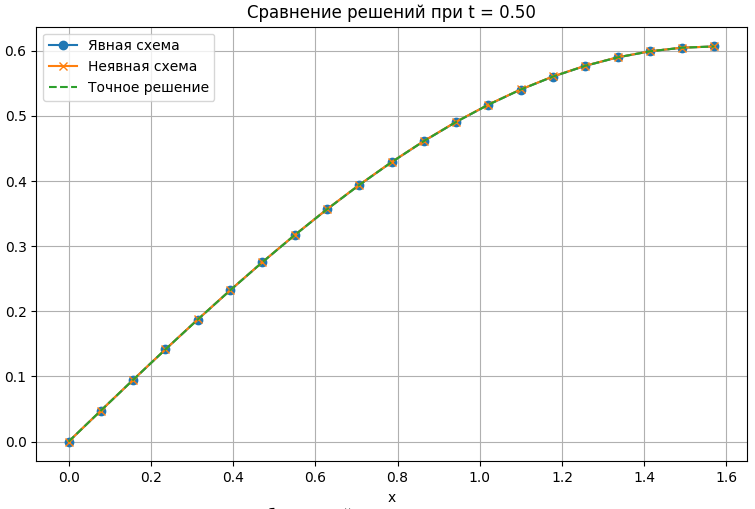 Сравнение решений при t = 0.50
Явная схема
Неявная схема
Точное решение
0.6
0.5
0.4
0.3
0.2
0.1
0.0
0.0 0.2 0.4 0.6 0.8 1.0 1.2 1.4 1.6
x